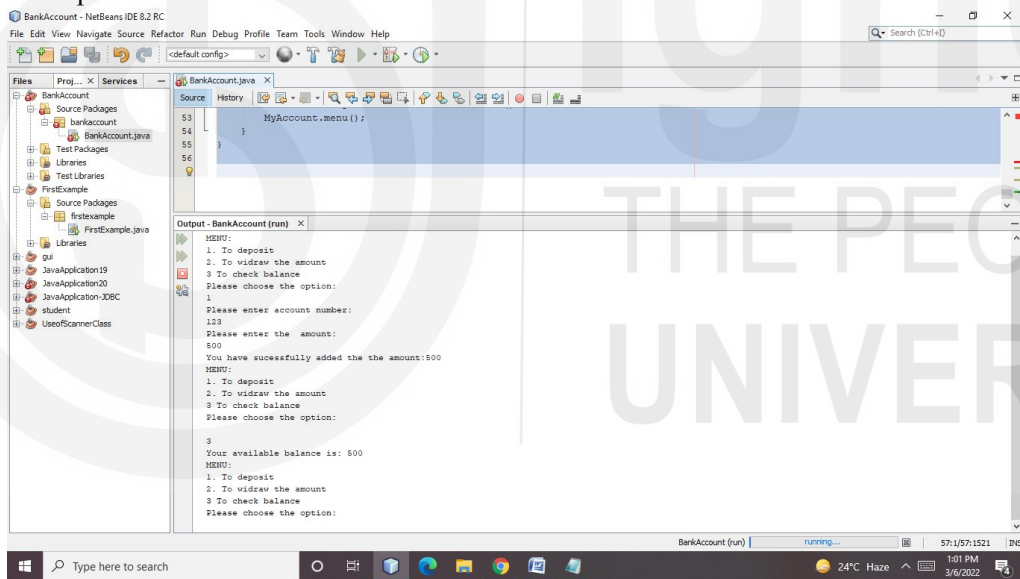 BankAccount - NetBeans IDE 8.2 RC
File Edit View Navigate Source Refactor Run Debug Profile Team Tools Window Help
Search (Ctrl+I)
<default config>
Files Proj... X Services
BankAccount.java X
BankAccount
Source Packages
bankaccount
BankAccount.java
Test Packages
Libraries
Test Libraries
FirstExample
Source Packages
firstexample
FirstExample.java
Libraries
gui
JavaApplication19
JavaApplication20
JavaApplication-JDBC
student
UseofScannerClass
Source History
53 MyAccount.menu();
54 }
55 }
56
Output - BankAccount (run) X
MENU:
1. To deposit
2. To widraw the amount
3 To check balance
Please choose the option:
1
Please enter account number:
123
Please enter the amount:
500
You have sucessfully added the the amount:500
MENU:
1. To deposit
2. To widraw the amount
3 To check balance
Please choose the option:
3
Your available balance is: 500
MENU:
1. To deposit
2. To widraw the amount
3 To check balance
Please choose the option:
BankAccount (run) running... 57:1/57:1521 INS
Type here to search
24°C Haze
1:01 PM
3/6/2022
4
THE PEO
UNIVER